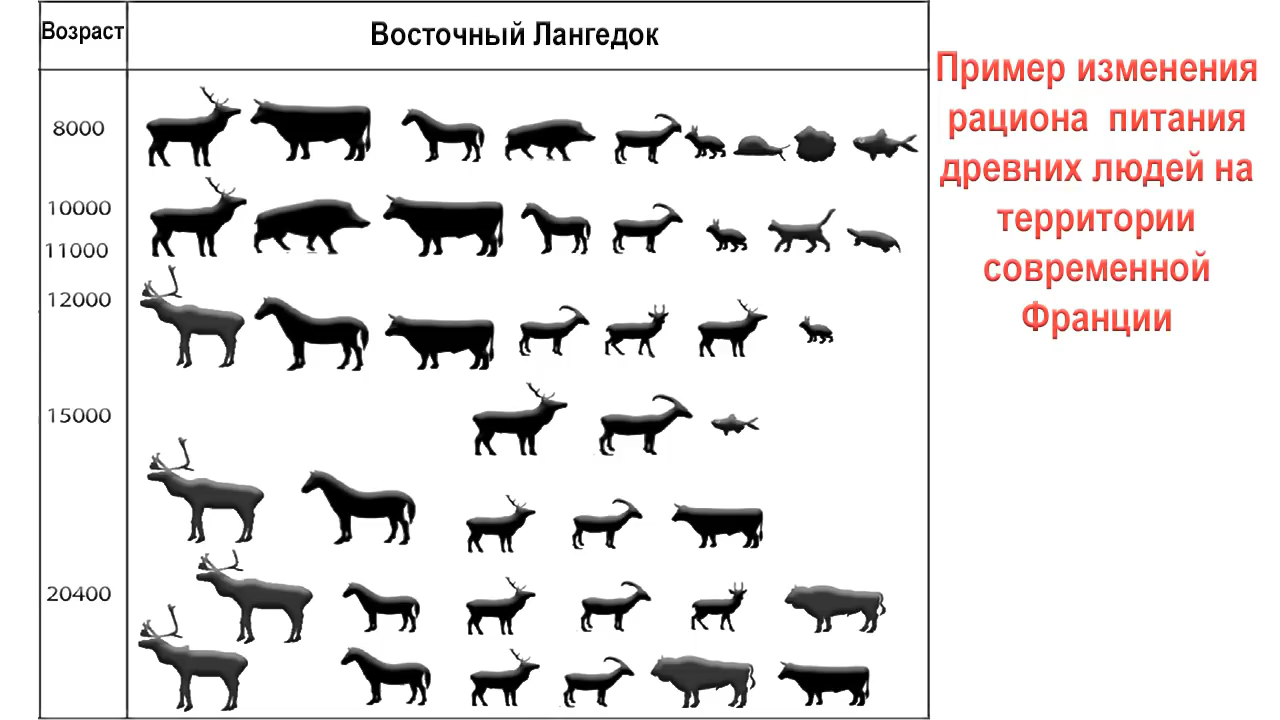 Возраст
Восточный Лангедок
8000
10000
11000
12000
15000
20400
Пример изменения
рациона питания
древних людей на
территории
современной
Франции